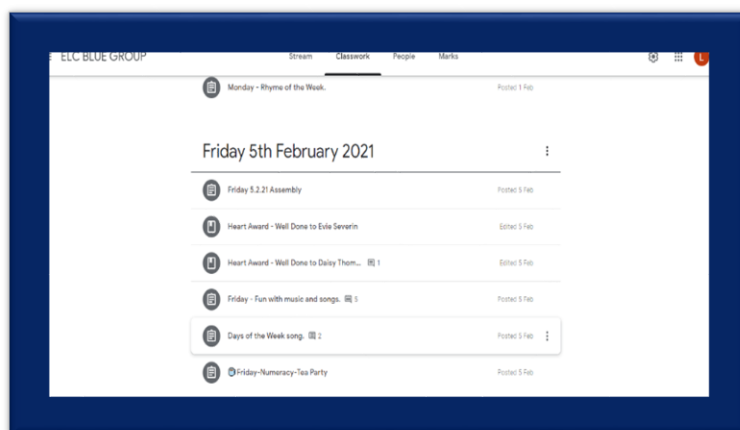 ELC BLUE GROUP
Stream Classwork People Marks
L
Monday - Rhyme of the Week. Posted 1 Feb
Friday 5th February 2021
Friday 5.2.21 Assembly Posted 5 Feb
Heart Award - Well Done to Evie Severin Edited 5 Feb
Heart Award - Well Done to Daisy Thom... 1 Edited 5 Feb
Friday - Fun with music and songs. 5 Posted 5 Feb
Days of the Week song. 2 Posted 5 Feb
Friday-Numeracy-Tea Party Posted 5 Feb